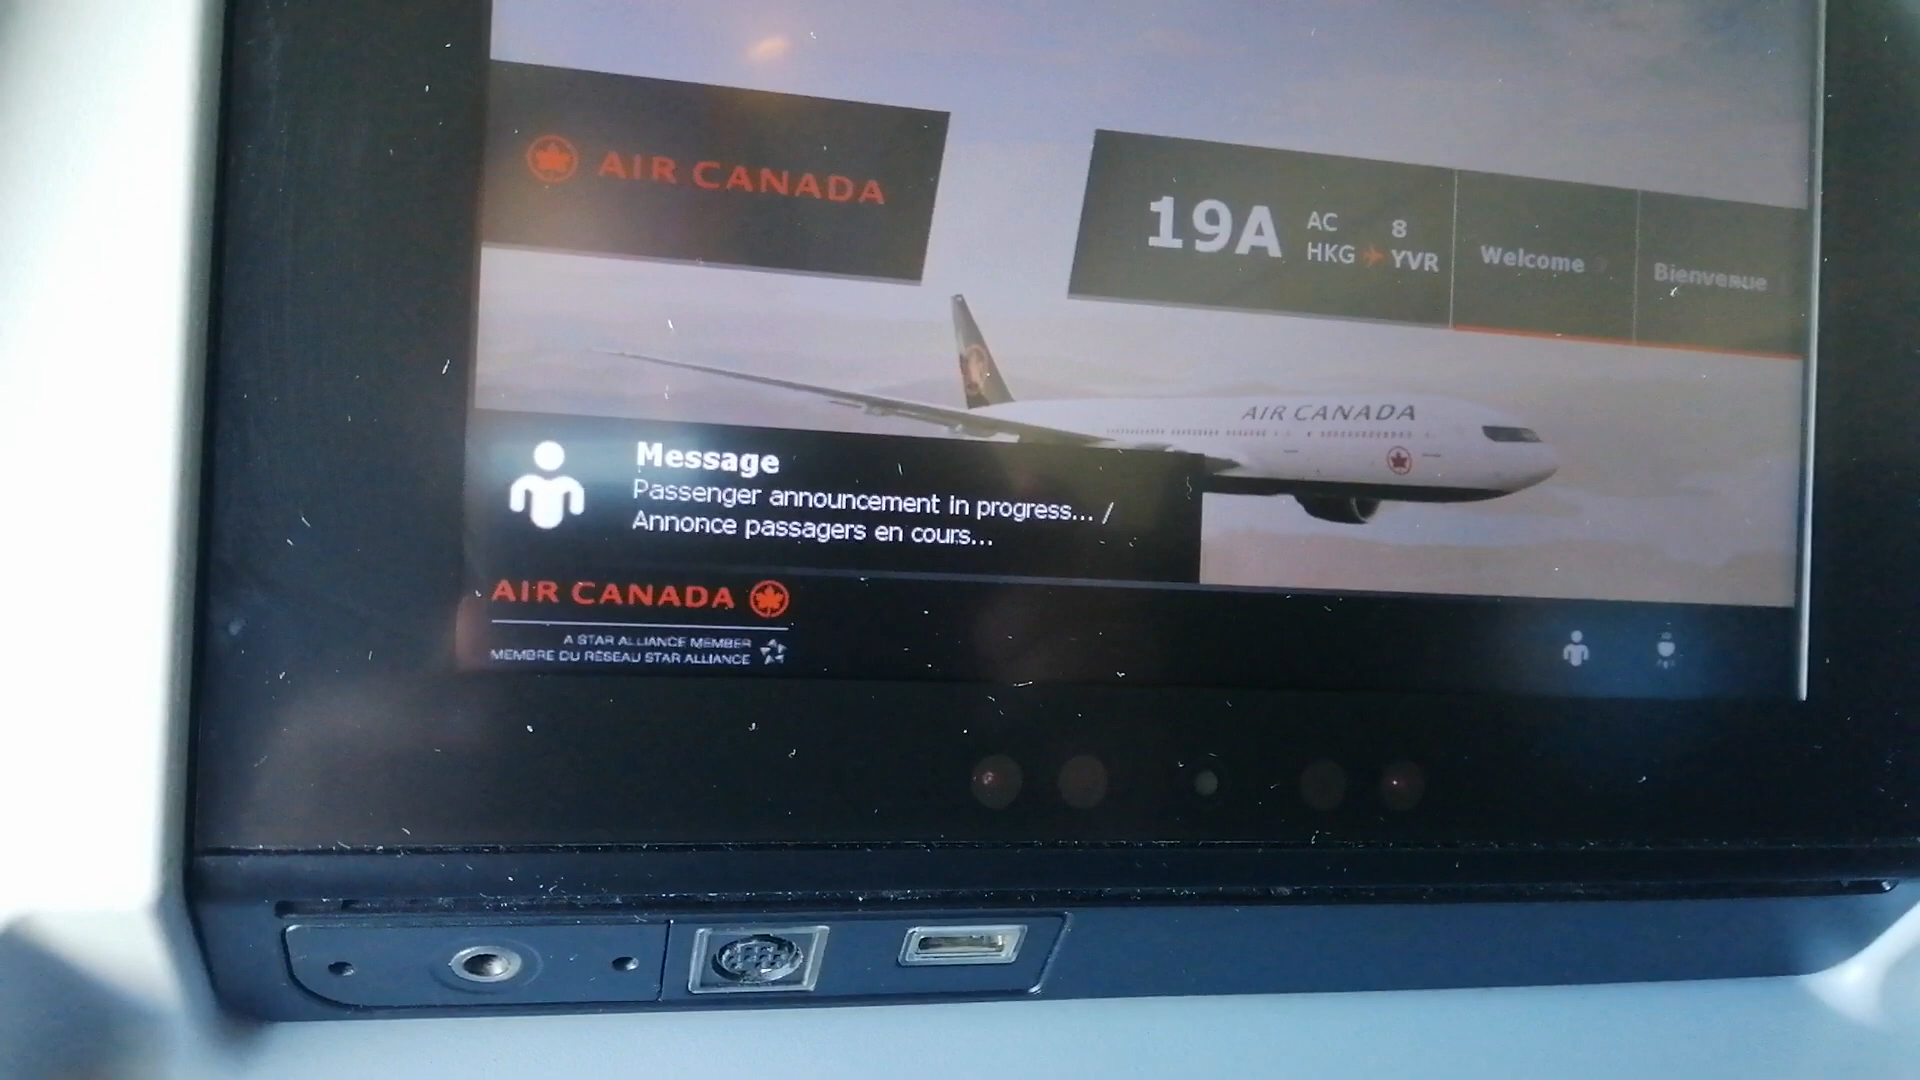 AIR CANADA
19A
AC 8
HKG YVR
Welcome
Bienvenue
AIR CANADA
Message
Passenger announcement in progress... /
Annonce passagers en cours...
AIR CANADA
A STAR ALLIANCE MEMBER
MEMBRE DU RÉSEAU STAR ALLIANCE